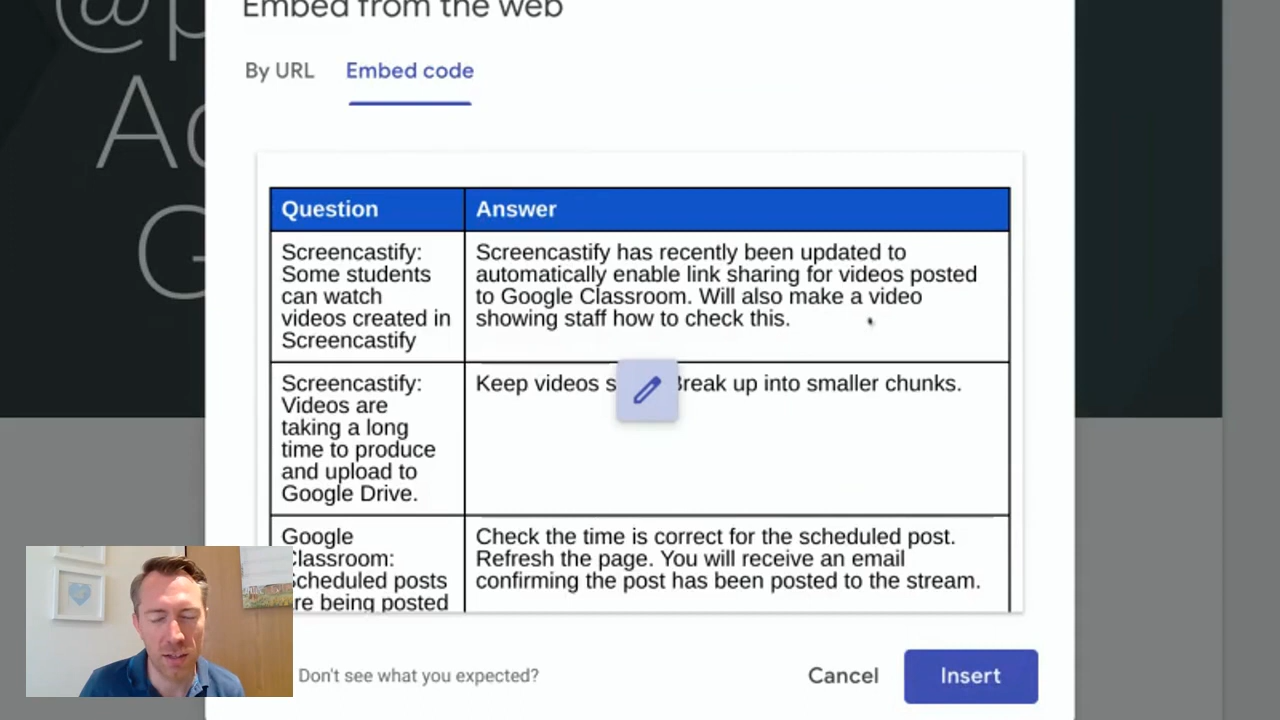 Embed from the web
@p
Ac
G
By URL Embed code
Question Answer
Screencastify:
Some students
can watch
videos created in
Screencastify
Screencastify has recently been updated to
automatically enable link sharing for videos posted
to Google Classroom. Will also make a video
showing staff how to check this.
Screencastify:
Videos are
taking a long
time to produce
and upload to
Google Drive.
Keep videos s Break up into smaller chunks.
Google
Classroom:
Scheduled posts
are being posted
Check the time is correct for the scheduled post.
Refresh the page. You will receive an email
confirming the post has been posted to the stream.
Don't see what you expected?
Cancel Insert